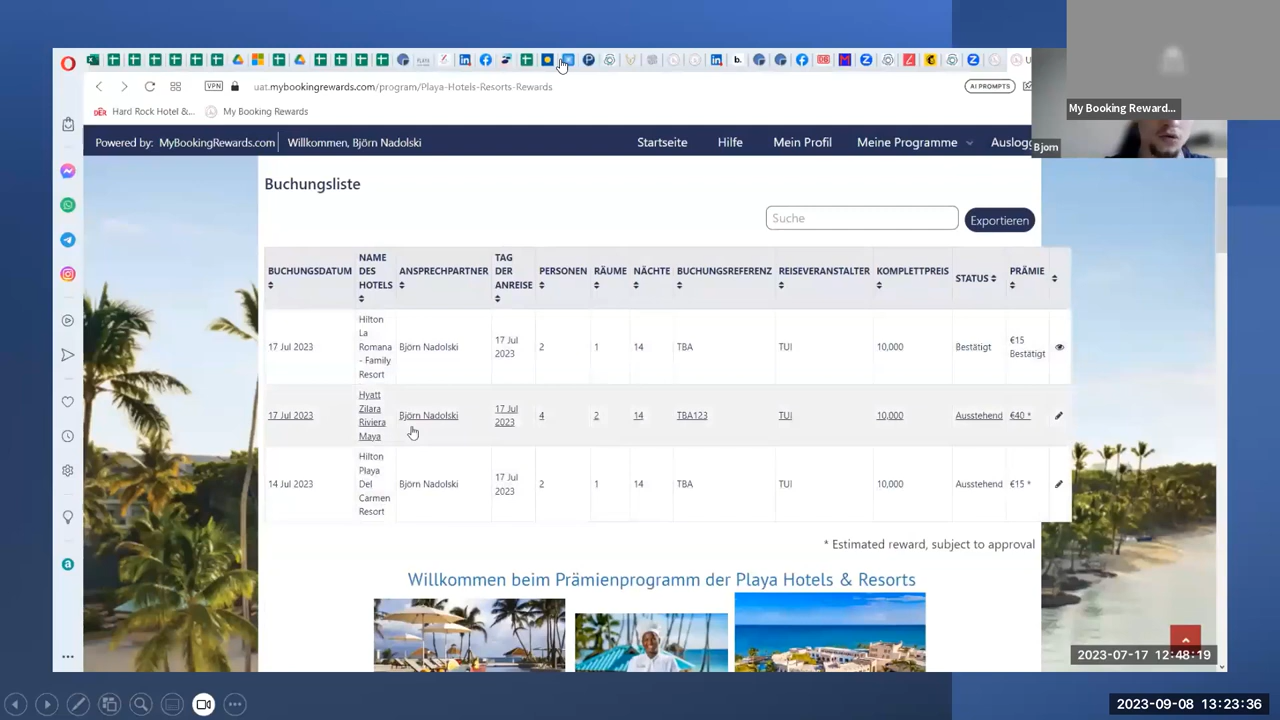 VPN
uat.mybookingrewards.com/program/Playa-Hotels-Resorts-Rewards
AI PROMPTS
Hard Rock Hotel &...
My Booking Rewards
My Booking Reward...
Bjorn
Powered by: MyBookingRewards.com
Willkommen, Björn Nadolski
Startseite
Hilfe
Mein Profil
Meine Programme
Auslogg
Buchungsliste
Suche
Exportieren
BUCHUNGSDATUM
NAME
DES
HOTELS
ANSPRECHPARTNER
TAG
DER
ANREISE
PERSONEN
RÄUME
NÄCHTE
BUCHUNGSREFERENZ
REISEVERANSTALTER
KOMPLETTPREIS
STATUS
PRÄMIE
17 Jul 2023
Hilton
La
Romana
- Family
Resort
Björn Nadolski
17 Jul
2023
2
1
14
TBA
TUI
10,000
Bestätigt
€15
Bestätigt
17 Jul 2023
Hyatt
Zilara
Riviera
Maya
Björn Nadolski
17 Jul
2023
4
2
14
TBA123
TUI
10,000
Ausstehend
€40 *
14 Jul 2023
Hilton
Playa
Del
Carmen
Resort
Björn Nadolski
17 Jul
2023
2
1
14
TBA
TUI
10,000
Ausstehend
€15 *
* Estimated reward, subject to approval
Willkommen beim Prämienprogramm der Playa Hotels & Resorts
2023-07-17 12:48:19
2023-09-08 13:23:36